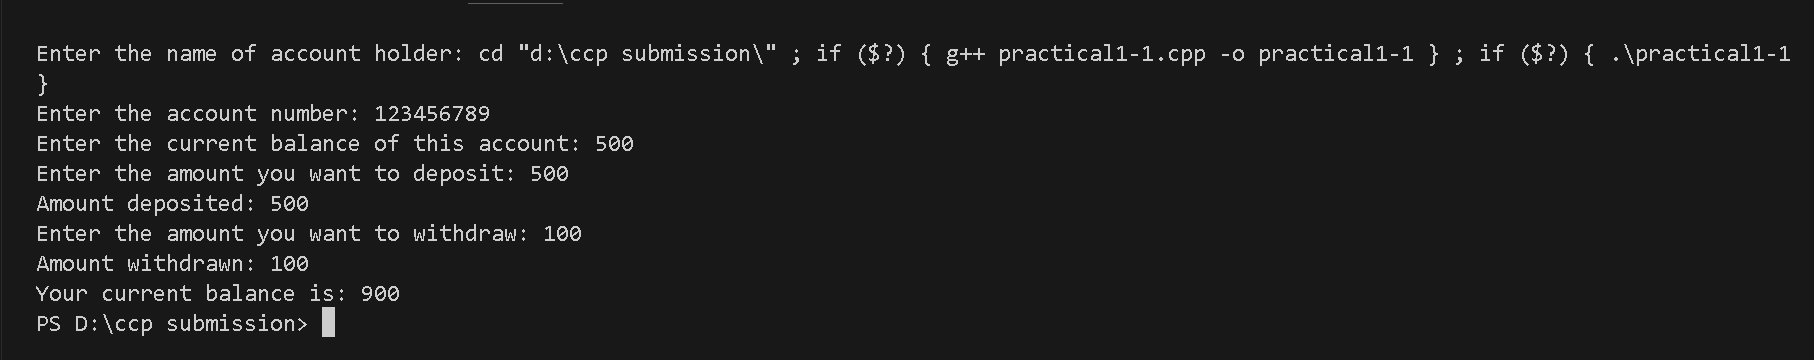 Enter the name of account holder: cd "d:\ccp submission\" ; if ($?) { g++ practical1-1.cpp -o practical1-1 } ; if ($?) { .\practical1-1
}
Enter the account number: 123456789
Enter the current balance of this account: 500
Enter the amount you want to deposit: 500
Amount deposited: 500
Enter the amount you want to withdraw: 100
Amount withdrawn: 100
Your current balance is: 900
PS D:\ccp submission>